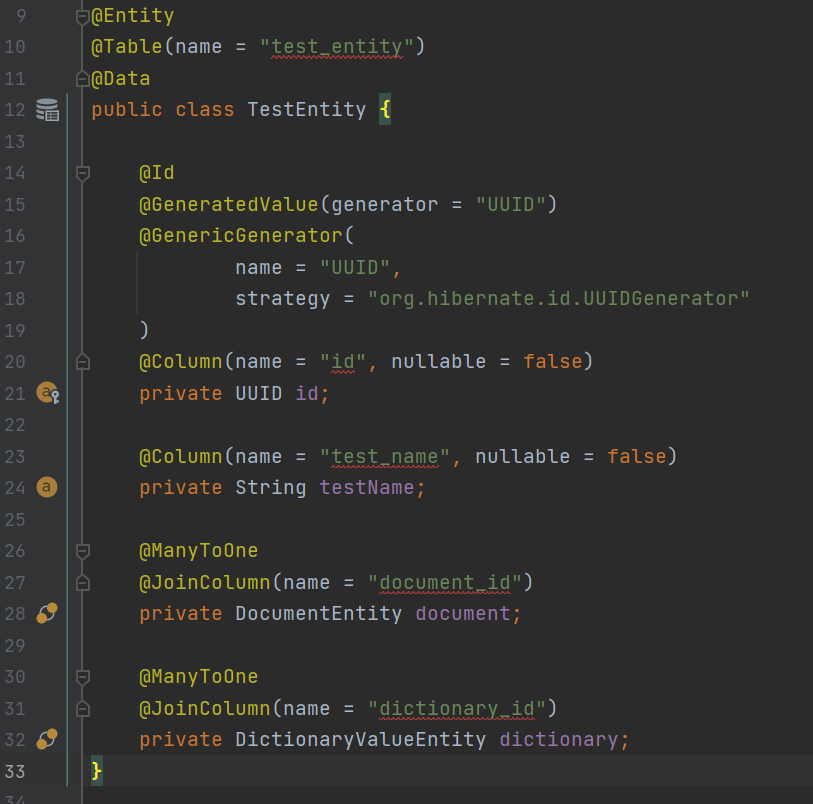 9 @Entity
10 @Table(name = "test_entity")
11 @Data
12 public class TestEntity {
13
14 @Id
15 @GeneratedValue(generator = "UUID")
16 @GenericGenerator(
17 name = "UUID",
18 strategy = "org.hibernate.id.UUIDGenerator"
19 )
20 @Column(name = "id", nullable = false)
21 a private UUID id;
22
23 @Column(name = "test_name", nullable = false)
24 a private String testName;
25
26 @ManyToOne
27 @JoinColumn(name = "document_id")
28 private DocumentEntity document;
29
30 @ManyToOne
31 @JoinColumn(name = "dictionary_id")
32 private DictionaryValueEntity dictionary;
33 }
34